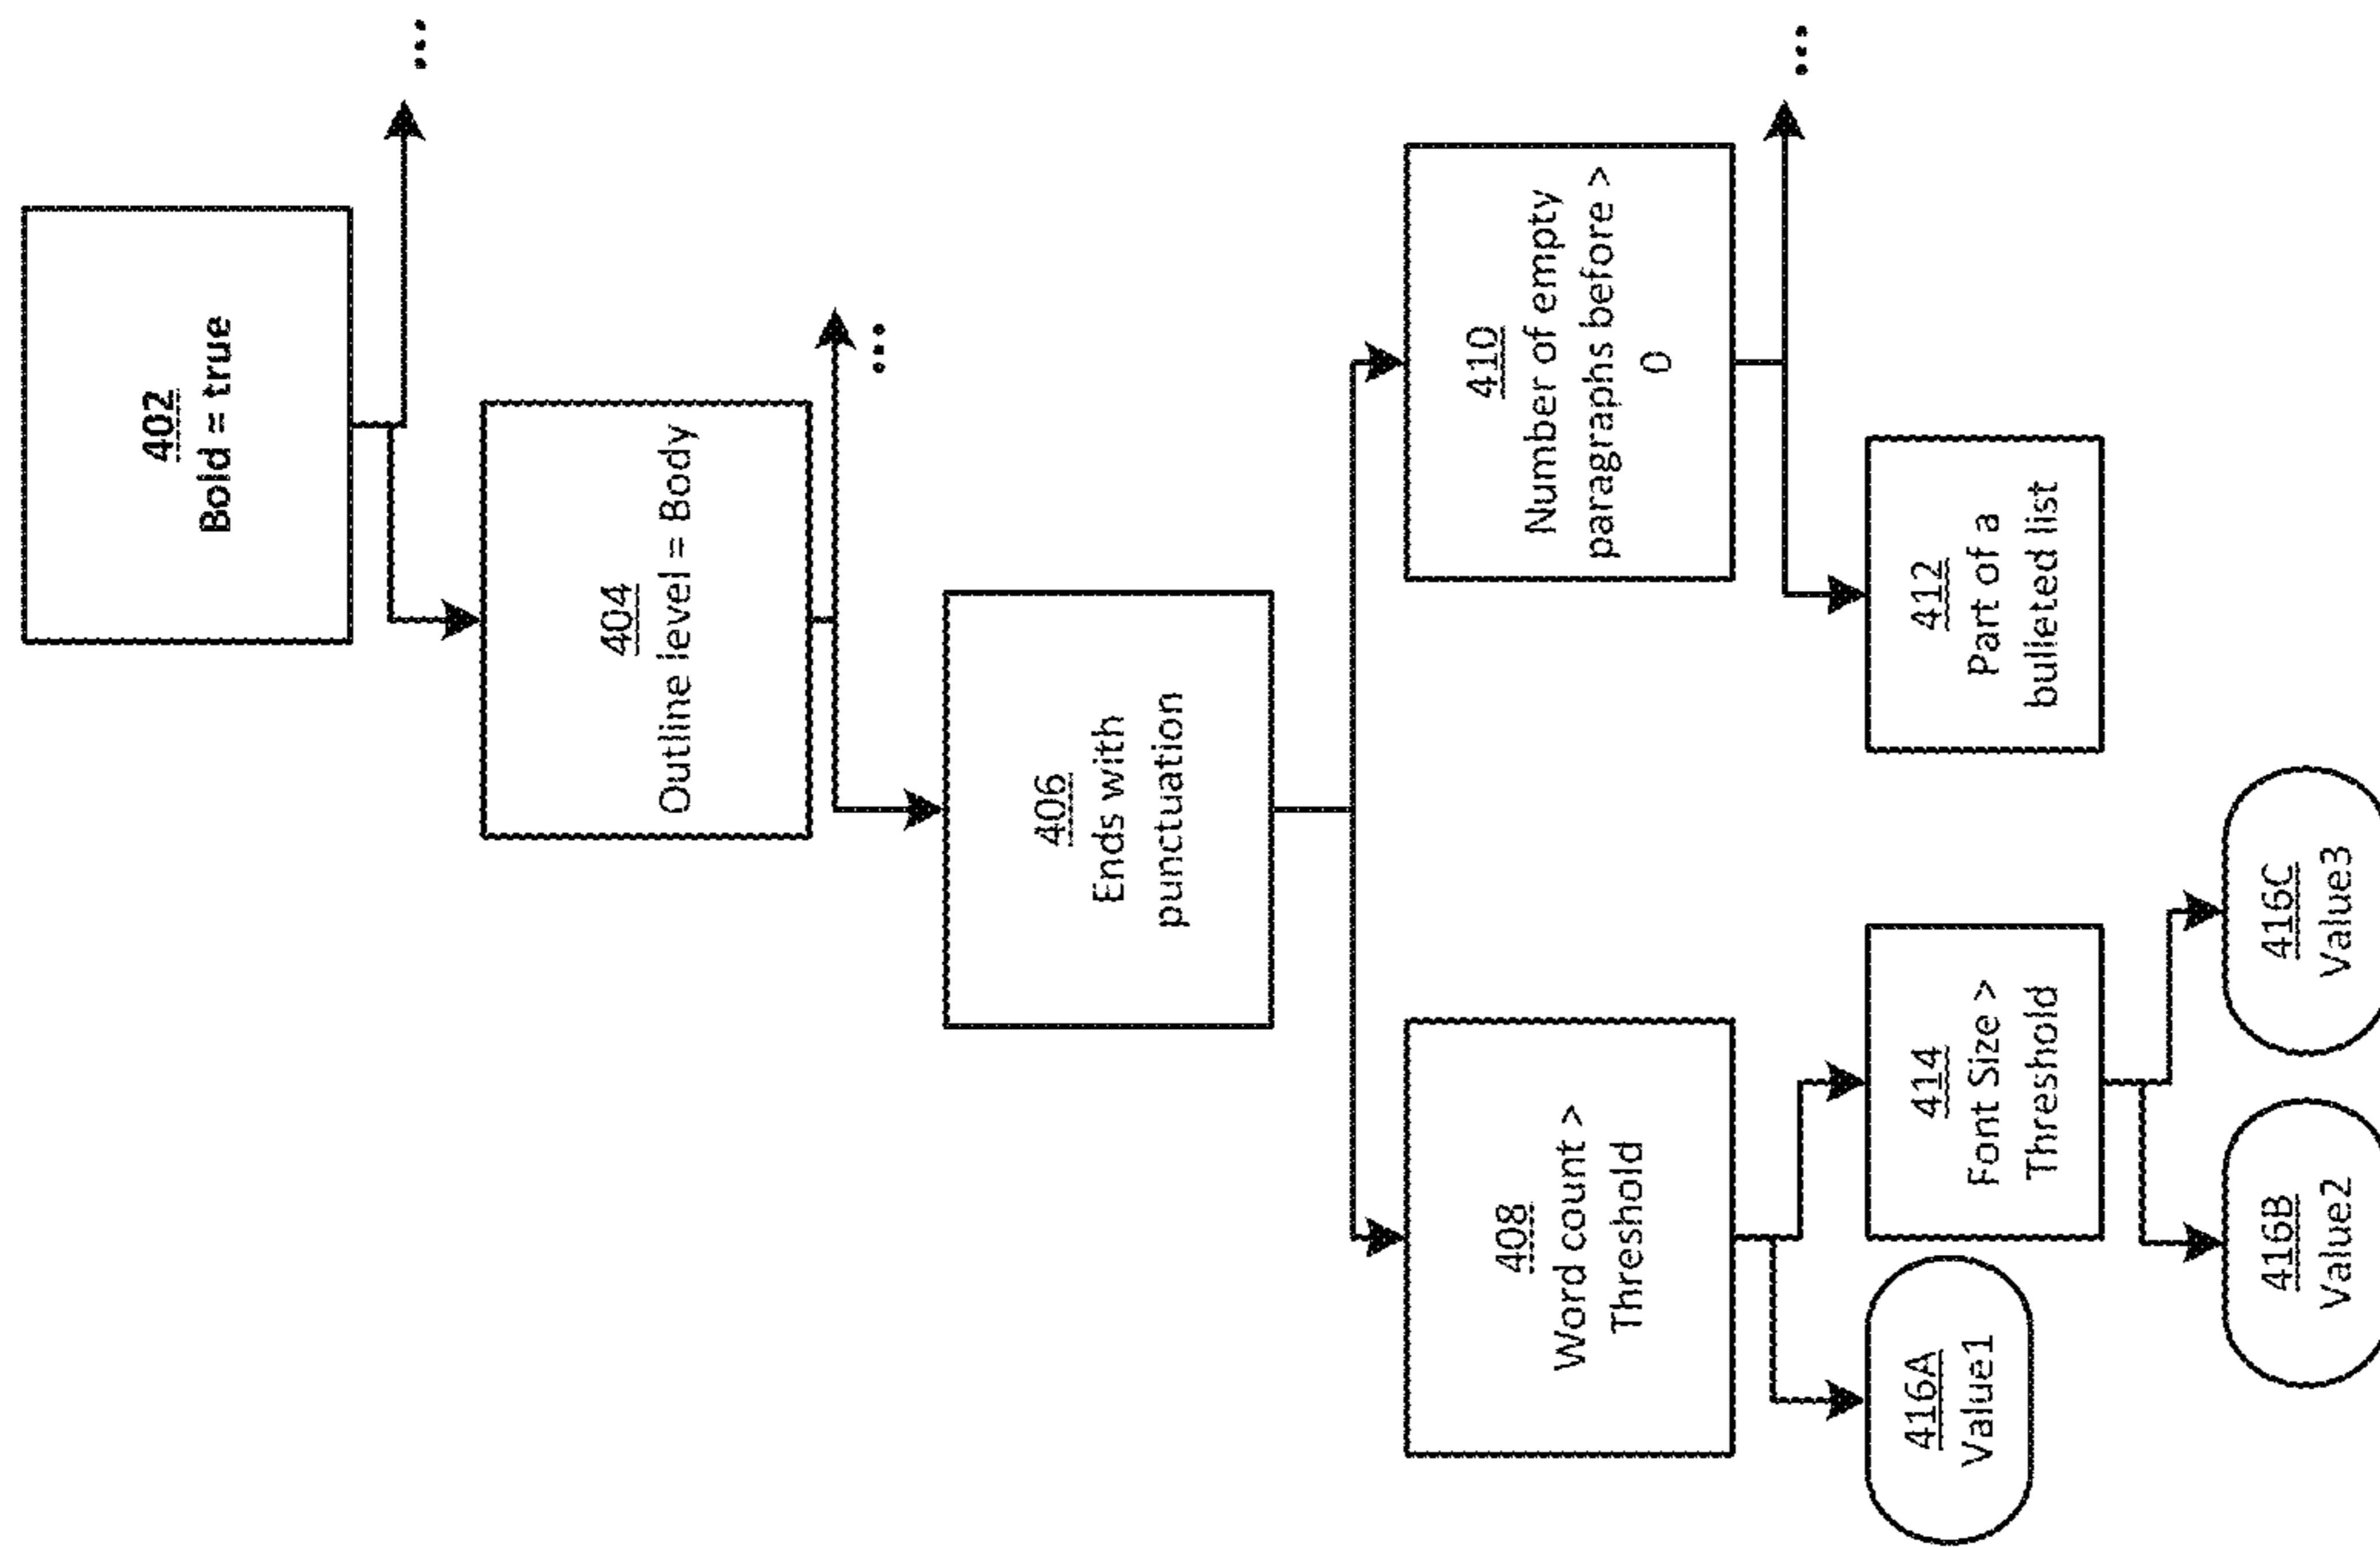 402
Bold = true
...
404
Outline level = Body
...
406
Ends with
punctuation
408
Word count >
Threshold
410
Number of empty
paragraphs before >
0
...
416A
Value1
414
Font Size >
Threshold
412
Part of a
bulleted list
416B
Value2
416C
Value3